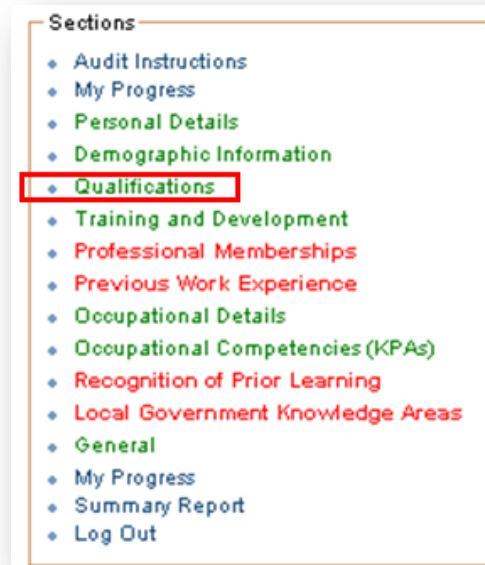 Sections
Audit Instructions
My Progress
Personal Details
Demographic Information
Qualifications
Training and Development
Professional Memberships
Previous Work Experience
Occupational Details
Occupational Competencies (KPAs)
Recognition of Prior Learning
Local Government Knowledge Areas
General
My Progress
Summary Report
Log Out